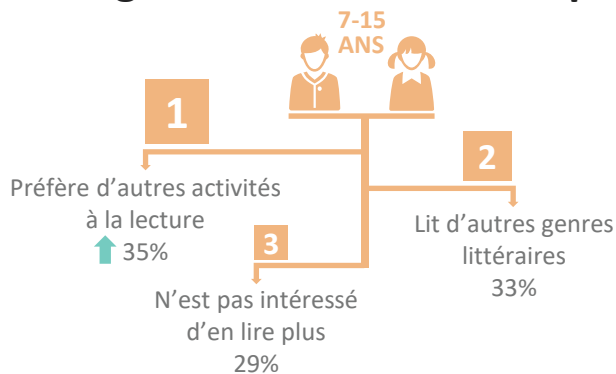 7-15
ANS
1
Préfère d'autres activités
à la lecture
35%
2
Lit d'autres genres
littéraires
33%
3
N'est pas intéressé
d'en lire plus
29%